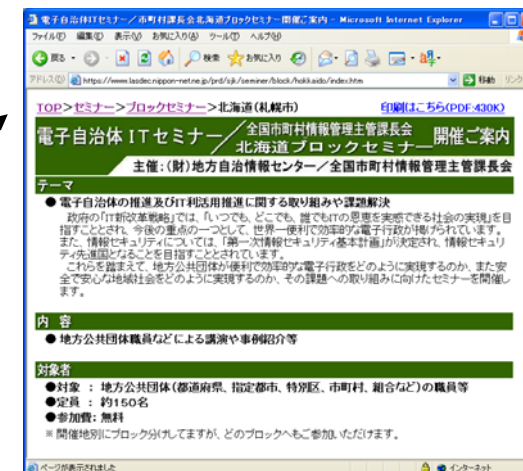 電子自治体ITセミナー／市町村課長会北海道ブロックセミナー開催ご案内 - Microsoft Internet Explorer
ファイル(F) 編集(E) 表示(V) お気に入り(A) ツール(T) ヘルプ(H)
戻る 検索 お気に入り
アドレス(D) https://www.lasdec.nippon-net.ne.jp/prd/sjk/seminer/block/hokkaido/index.htm 移動 リンク
TOP>セミナー>ブロックセミナー>北海道(札幌市) 印刷はこちら(PDF:430K)
電子自治体ITセミナー／全国市町村情報管理主管課長会北海道ブロックセミナー開催ご案内
主催:(財)地方自治情報センター／全国市町村情報管理主管課長会
テーマ
● 電子自治体の推進及びIT利活用推進に関する取り組みや課題解決
政府の「IT新改革戦略」では、「いつでも、どこでも、誰でもITの恩恵を実感できる社会の実現」を目
指すこととされ、今後の重点の一つとして、世界一便利で効率的な電子行政が掲げられています。
また、情報セキュリティについては、「第一次情報セキュリティ基本計画」が決定され、情報セキュリ
ティ先進国となることを目指すこととされています。
これらを踏まえて、地方公共団体が便利で効率的な電子行政をどのように実現するのか、また安
全で安心な地域社会をどのように実現するのか、その課題への取り組みに向けたセミナーを開催し
ます。
内 容
● 地方公共団体職員などによる講演や事例紹介等
対象者
●対象 : 地方公共団体(都道府県、指定都市、特別区、市町村、組合など)の職員等
●定員 : 約150名
●参加費: 無料
※開催地別にブロック分けしてますが、どのブロックへもご参加いただけます。
ページが表示されました インターネット